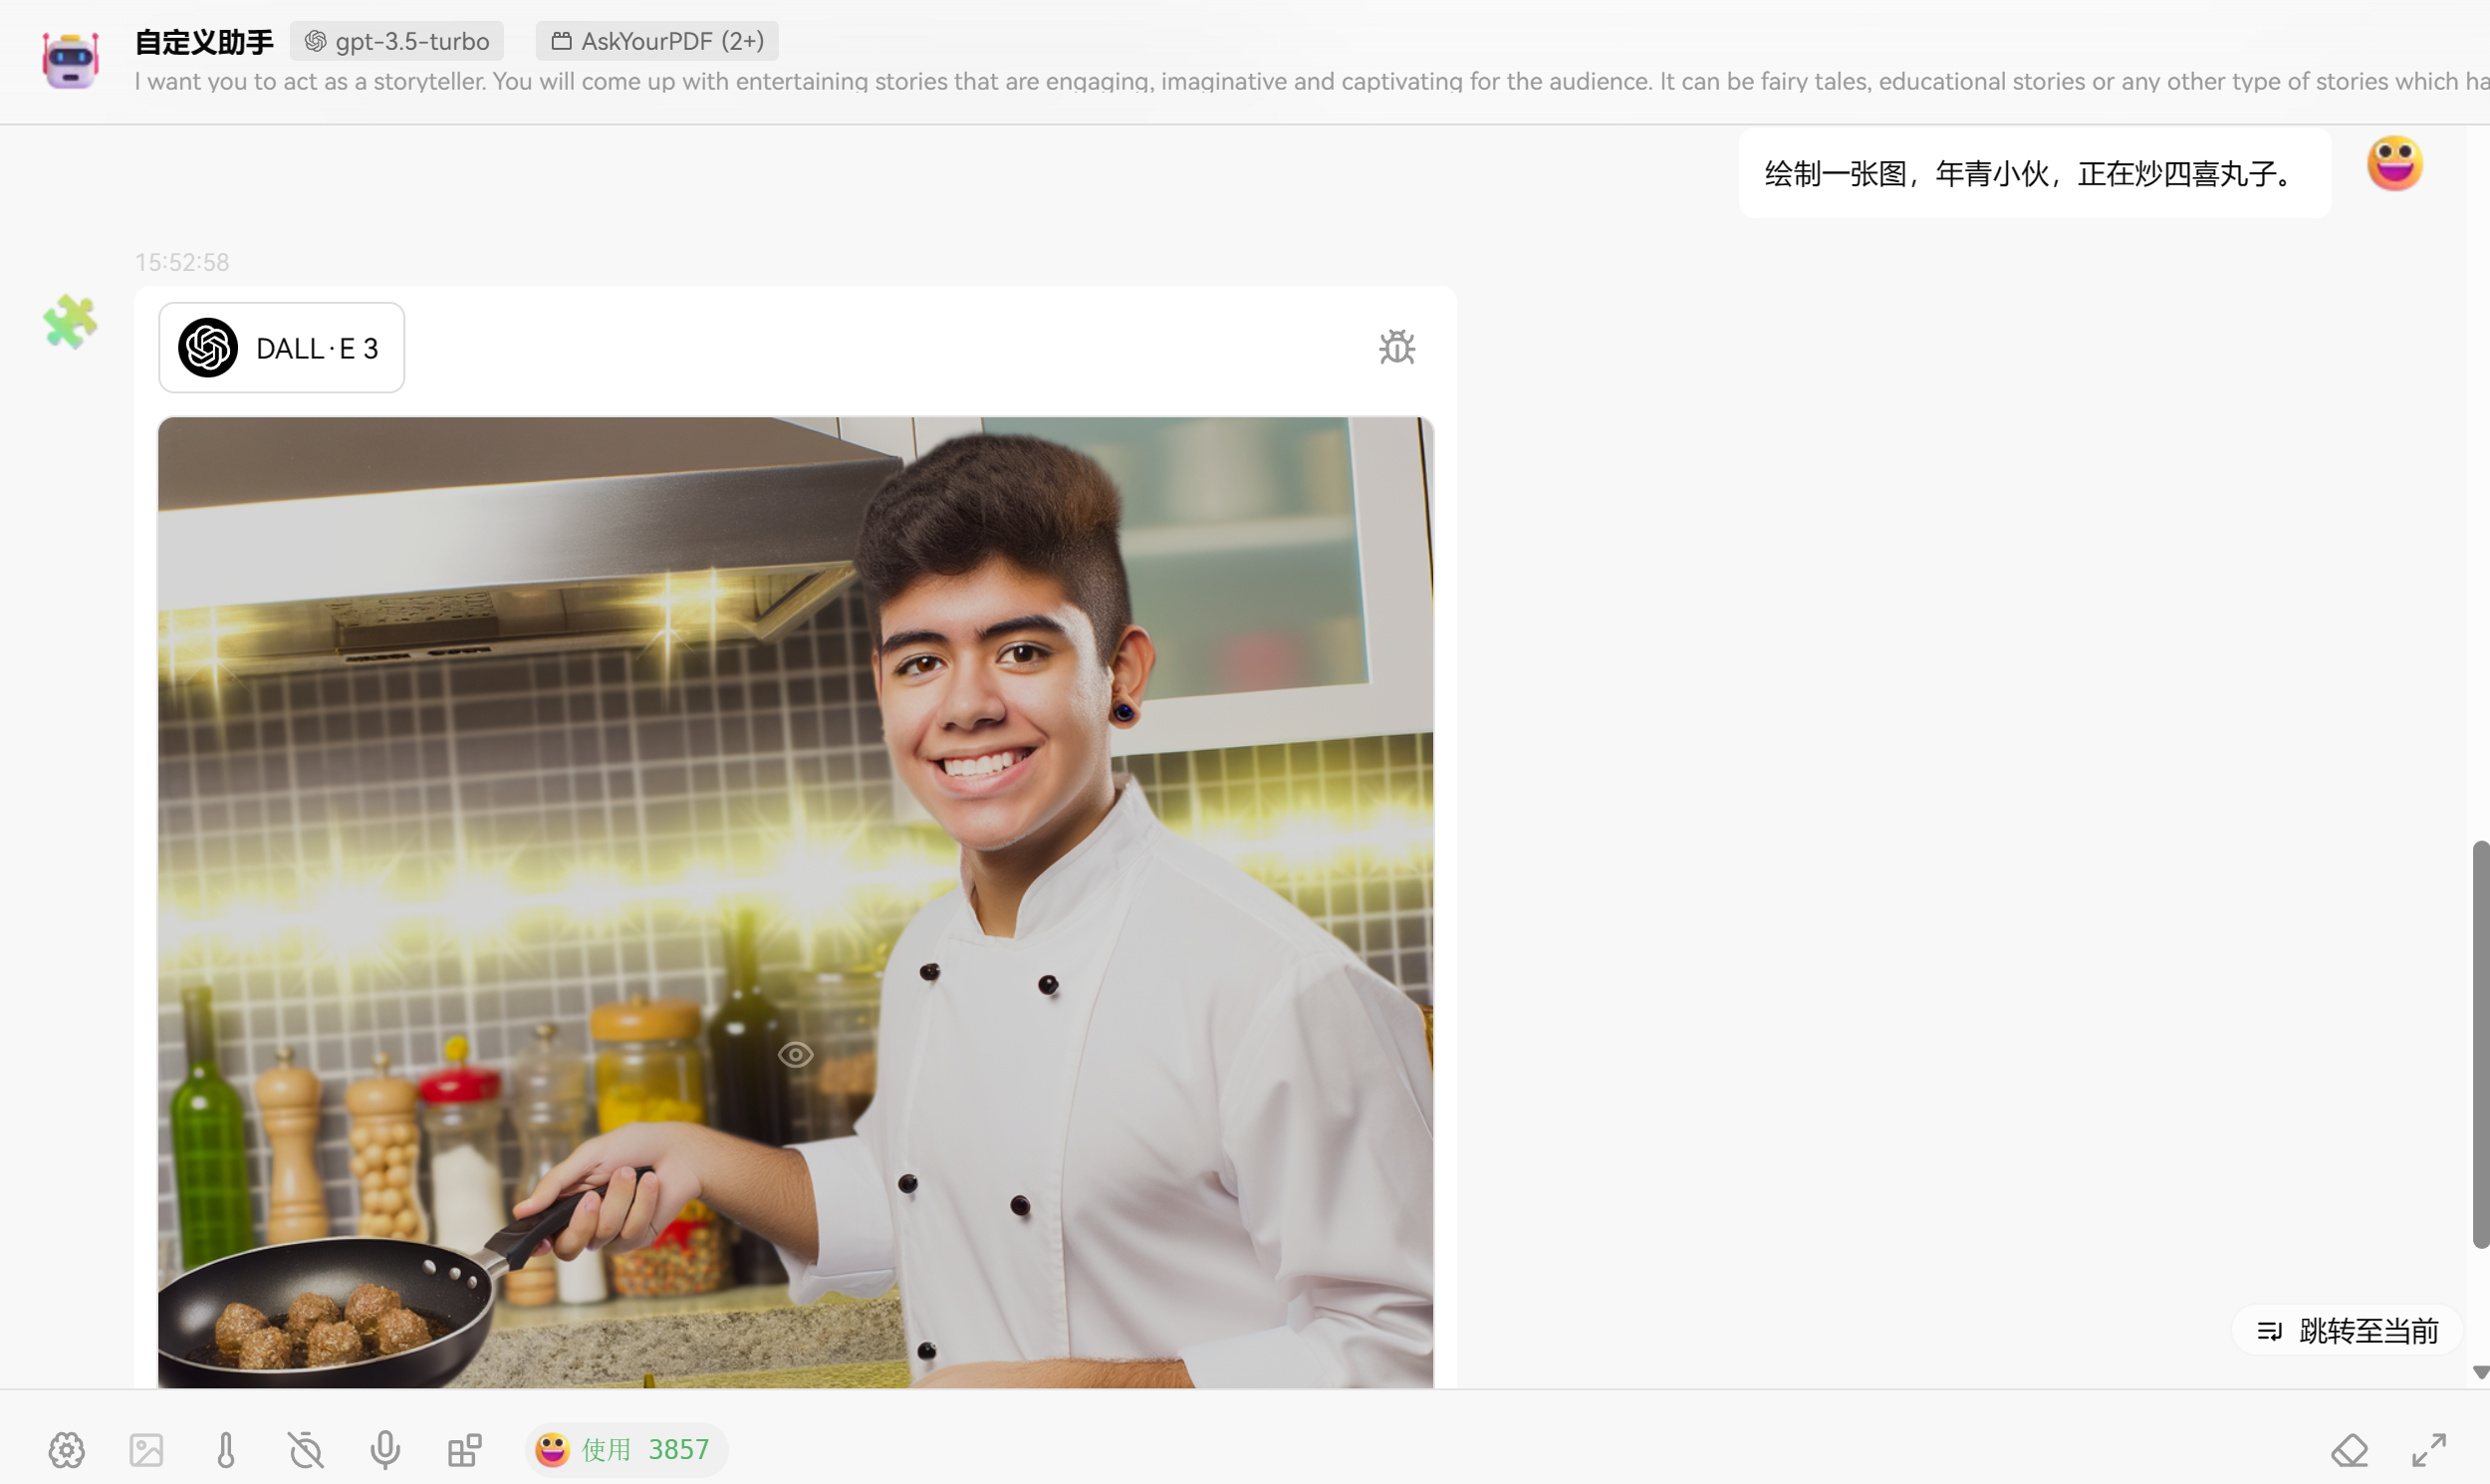 自定义助手 gpt-3.5-turbo AskYourPDF (2+)
I want you to act as a storyteller. You will come up with entertaining stories that are engaging, imaginative and captivating for the audience. It can be fairy tales, educational stories or any other type of stories which ha
绘制一张图，年青小伙，正在炒四喜丸子。
15:52:58
DALL·E 3
跳转至当前
使用 3857